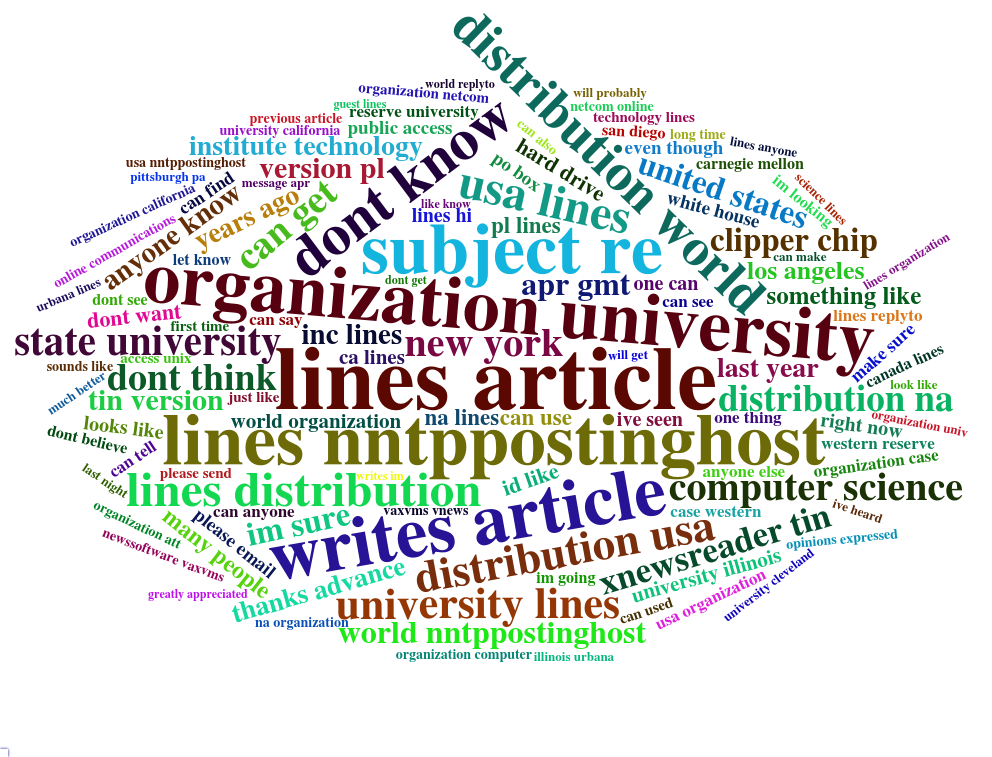 distribution world
world replyto
organization netcom
will probably
guest lines
netcom online
previous article
reserve university
technology lines
university california
public access
can also
san diego
long time
institute technology
dont know
even though
lines anyone
usa nntppostinghost
version pl
hard drive
carnegie mellon
pittsburgh pa
message apr
po box
united states
science lines
can find
im looking
organization california
years ago
can get
usa lines
white house
like know
lines hi
pl lines
anyone know
online communications
subject re
clipper chip
let know
can make
lines organization
urbana lines
dont get
apr gmt
one can
los angeles
dont see
organization university
can see
something like
dont want
can say
lines replyto
first time
state university
inc lines
new york
make sure
access unix
ca lines
will get
canada lines
sounds like
dont think
lines article
last year
look like
much better
tin version
just like
distribution na
looks like
world organization
na lines
can use
ive seen
one thing
right now
organization univ
dont believe
lines nntppostinghost
western reserve
can tell
last night
please send
writes im
id like
anyone else
organization case
lines distribution
computer science
organization att
many people
please email
can anyone
vaxvms vnews
writes article
case western
ive heard
im sure
distribution usa
xnewsreader tin
opinions expressed
newssoftware vaxvms
thanks advance
im going
university illinois
greatly appreciated
university lines
can used
usa organization
university cleveland
na organization
world nntppostinghost
organization computer
illinois urbana